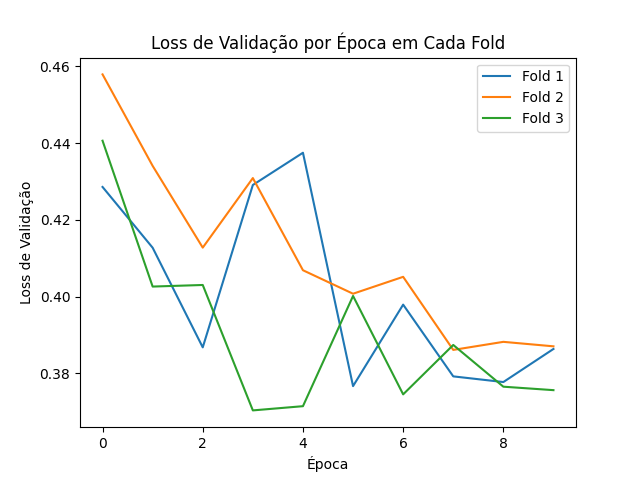 Loss de Validação por Época em Cada Fold
Fold 1
Fold 2
Fold 3
Loss de Validação
0.46
0.44
0.42
0.40
0.38
0 2 4 6 8
Época